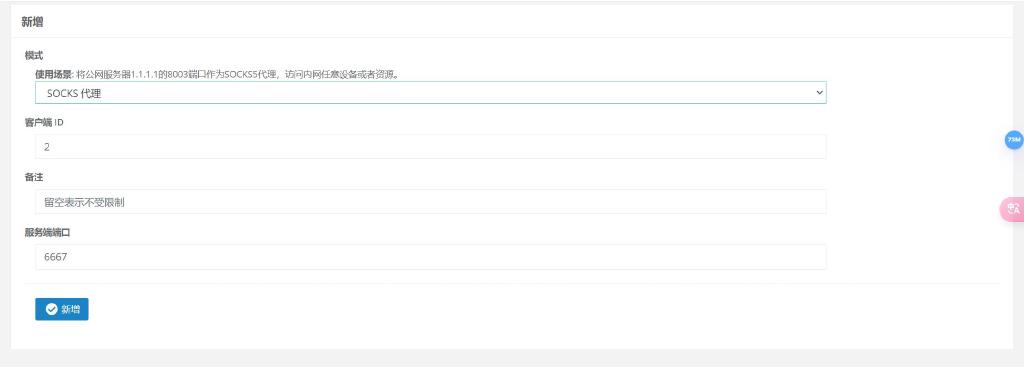 新增
模式
使用场景: 将公网服务器1.1.1.1的8003端口作为SOCKS5代理，访问内网任意设备或者资源。
SOCKS 代理
客户端 ID
2
73M
备注
留空表示不受限制
服务端端口
6667
新增